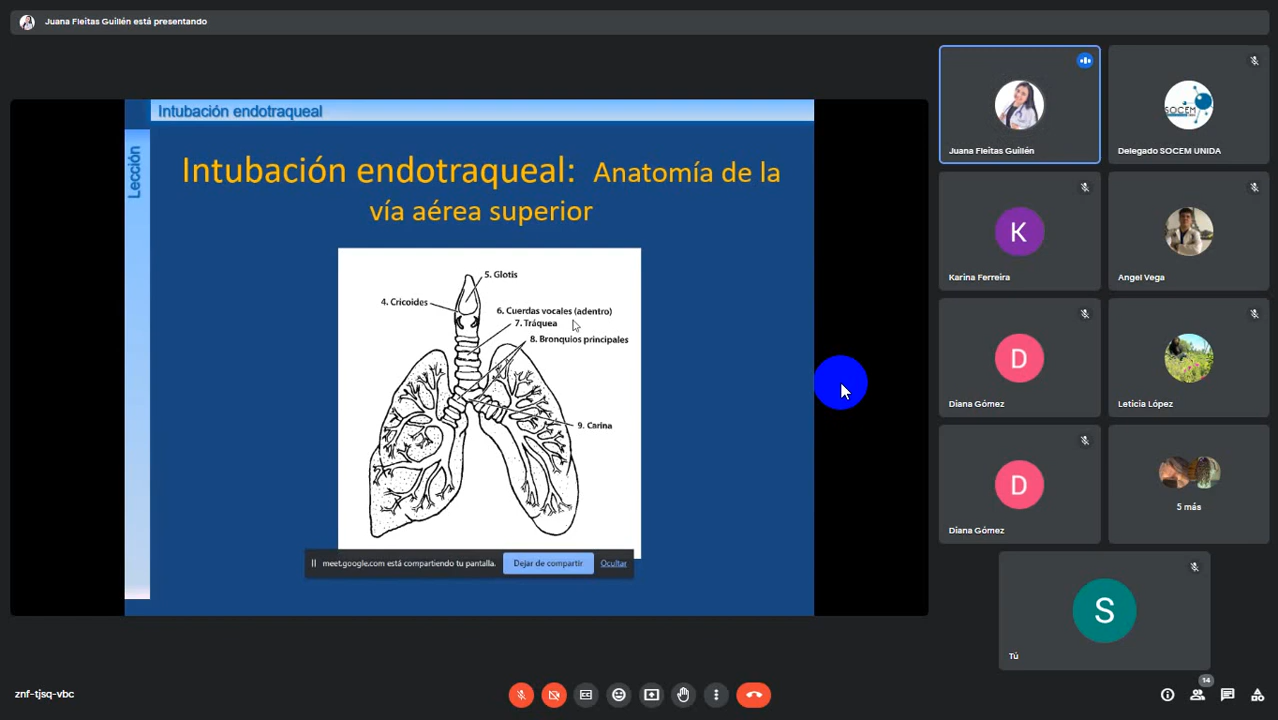 Juana Fleitas Guillén está presentando
Intubación endotraqueal
Lección
Intubación endotraqueal: Anatomía de la
vía aérea superior
5. Glotis
4. Cricoides
6. Cuerdas vocales (adentro)
7. Tráquea
8. Bronquios principales
9. Carina
meet.google.com está compartiendo tu pantalla.
Dejar de compartir
Ocultar
Juana Fleitas Guillén
SOCEM
Delegado SOCEM UNIDA
K
Karina Ferreira
Angel Vega
D
Diana Gómez
Leticia López
D
Diana Gómez
5 más
S
Tú
znf-tjsq-vbc
14